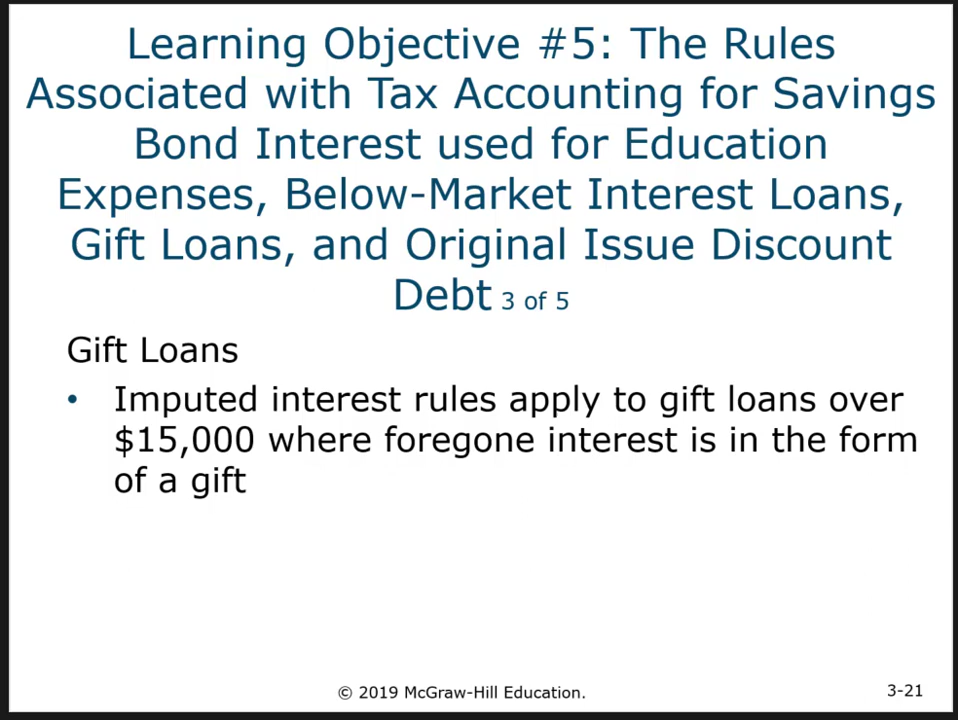 Learning Objective #5: The Rules
Associated with Tax Accounting for Savings
Bond Interest used for Education
Expenses, Below-Market Interest Loans,
Gift Loans, and Original Issue Discount
Debt 3 of 5
Gift Loans
• Imputed interest rules apply to gift loans over
$15,000 where foregone interest is in the form
of a gift
© 2019 McGraw-Hill Education.
3-21